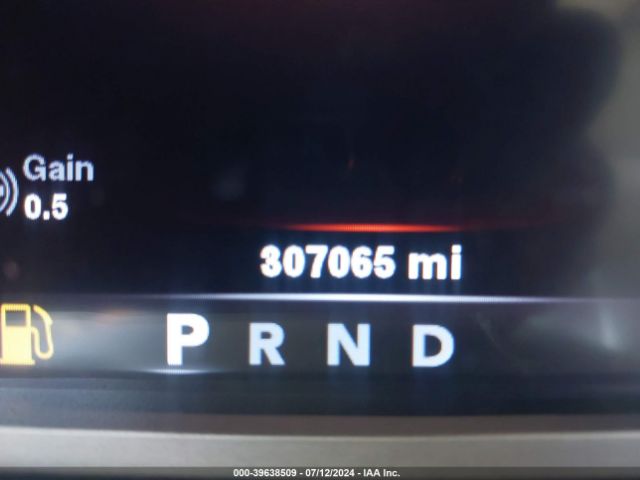 Gain
0.5
307065 mi
P R N D
000-39638509 - 07/12/2024 - IAA Inc.